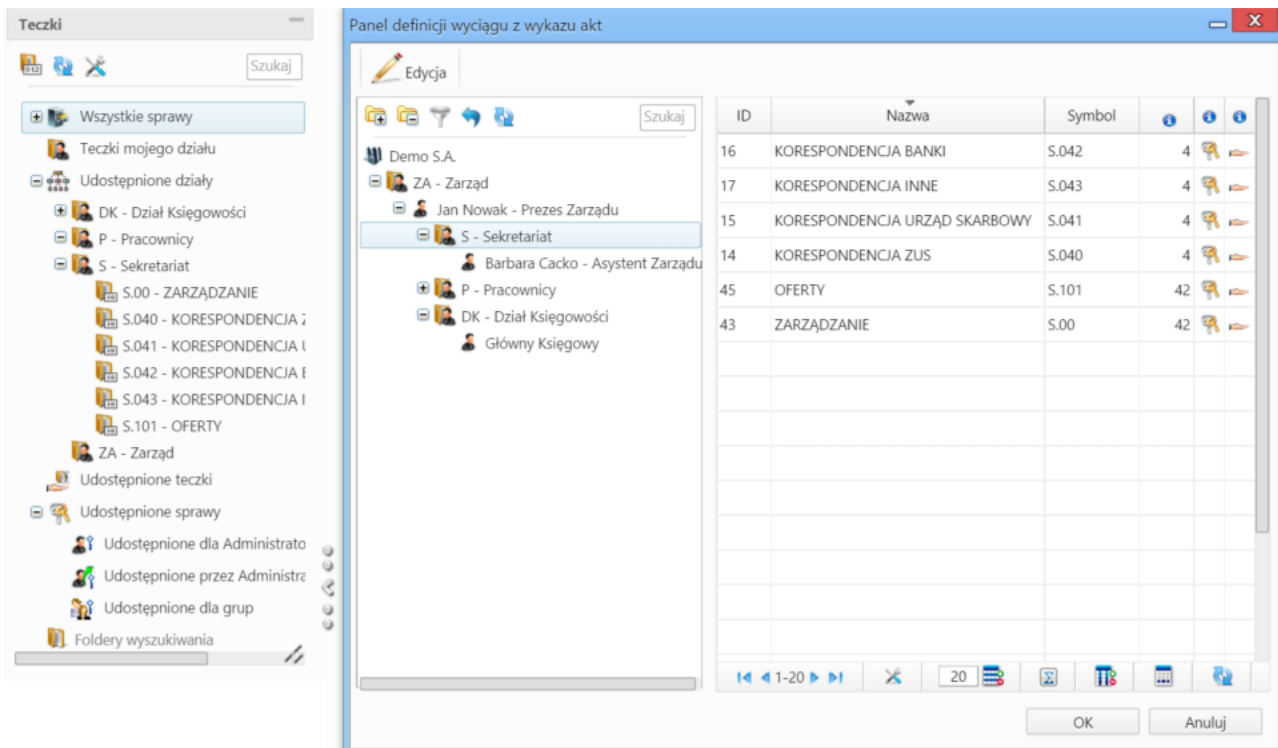 Teczki
Szukaj
Wszystkie sprawy
Teczki mojego działu
Udostępnione działy
DK - Dział Księgowości
P - Pracownicy
S - Sekretariat
S.00 - ZARZĄDZANIE
S.040 - KORESPONDENCJA
S.041 - KORESPONDENCJA
S.042 - KORESPONDENCJA
S.043 - KORESPONDENCJA
S.101 - OFERTY
ZA - Zarząd
Udostępnione teczki
Udostępnione sprawy
Udostępnione dla Administrato
Udostępnione przez Administra
Udostępnione dla grup
Foldery wyszukiwania
Panel definicji wyciągu z wykazu akt
Edycja
Szukaj
Demo S.A.
ZA - Zarząd
Jan Nowak - Prezes Zarządu
S - Sekretariat
Barbara Cacko - Asystent Zarządu
P - Pracownicy
DK - Dział Księgowości
Główny Księgowy
ID Nazwa Symbol
16 KORESPONDENCJA BANKI S.042 4
17 KORESPONDENCJA INNE S.043 4
15 KORESPONDENCJA URZĄD SKARBOWY S.041 4
14 KORESPONDENCJA ZUS S.040 4
45 OFERTY S.101 42
43 ZARZĄDZANIE S.00 42
1-20 20
OK Anuluj